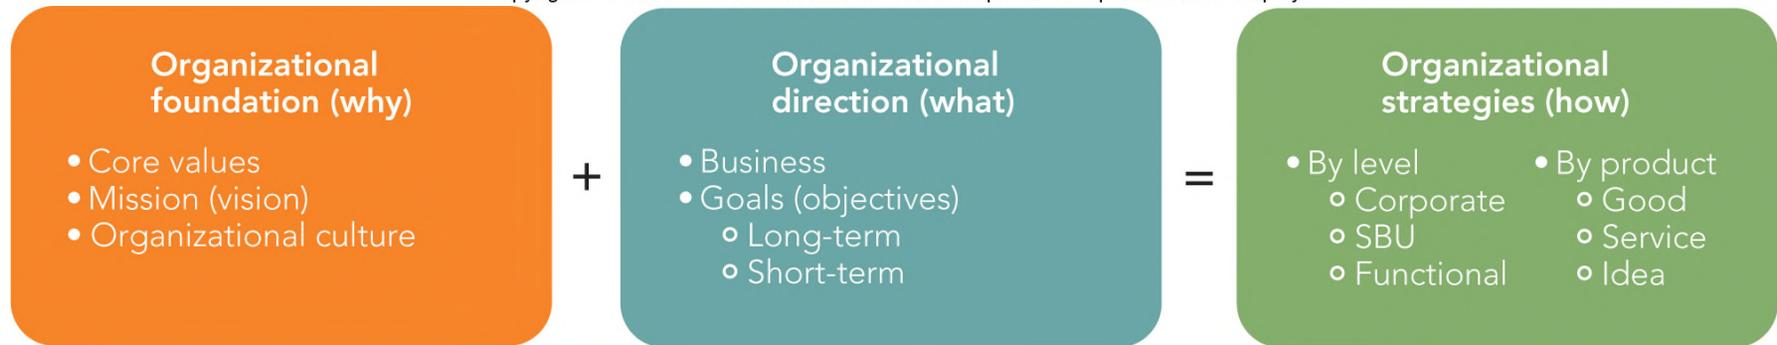 Organizational
foundation (why)
• Core values
• Mission (vision)
• Organizational culture
+
Organizational
direction (what)
• Business
• Goals (objectives)
Long-term
Short-term
=
Organizational
strategies (how)
• By level
Corporate
SBU
Functional
• By product
Good
Service
Idea